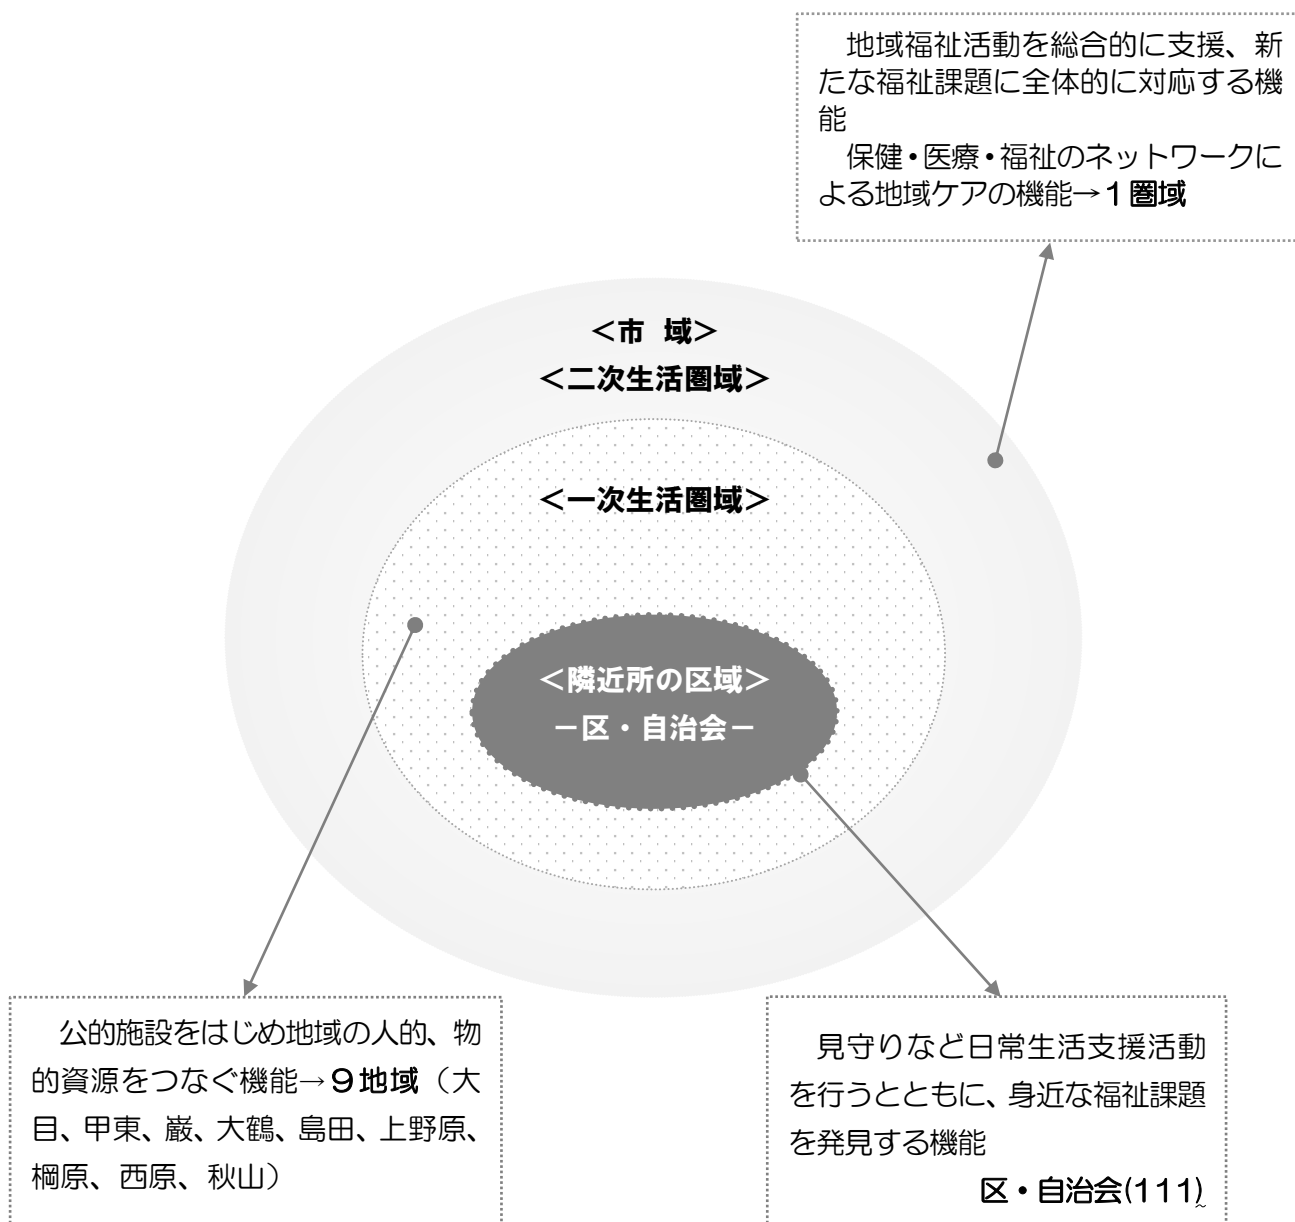 地域福祉活動を総合的に支援、新
たな福祉課題に全体的に対応する機
能
　保健・医療・福祉のネットワークに
よる地域ケアの機能→１圏域
＜市　域＞
＜二次生活圏域＞
＜一次生活圏域＞
＜隣近所の区域＞
－区・自治会－
　公的施設をはじめ地域の人的、物
的資源をつなぐ機能→９地域（大
目、甲東、巌、大鶴、島田、上野原、
棡原、西原、秋山）
　見守りなど日常生活支援活動
を行うとともに、身近な福祉課題
を発見する機能
区・自治会(111)